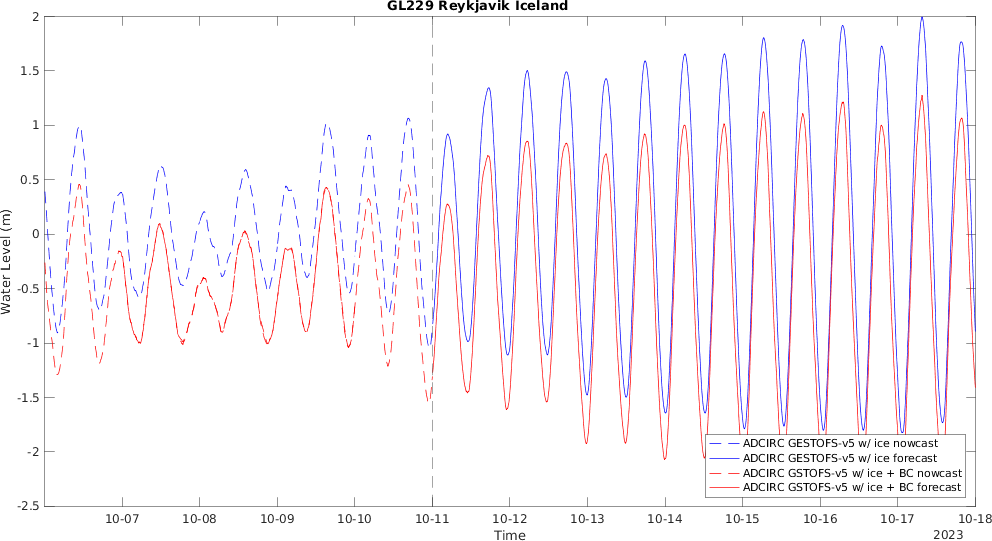 GL229 Reykjavik Iceland
2
1.5
1
0.5
0
-0.5
-1
-1.5
-2
-2.5
Water Level (m)
10-07 10-08 10-09 10-10 10-11 10-12 10-13 10-14 10-15 10-16 10-17 10-18
Time
2023
ADCIRC GESTOFS-v5 w/ ice nowcast
ADCIRC GESTOFS-v5 w/ ice forecast
ADCIRC GSTOFS-v5 w/ ice + BC nowcast
ADCIRC GSTOFS-v5 w/ ice + BC forecast